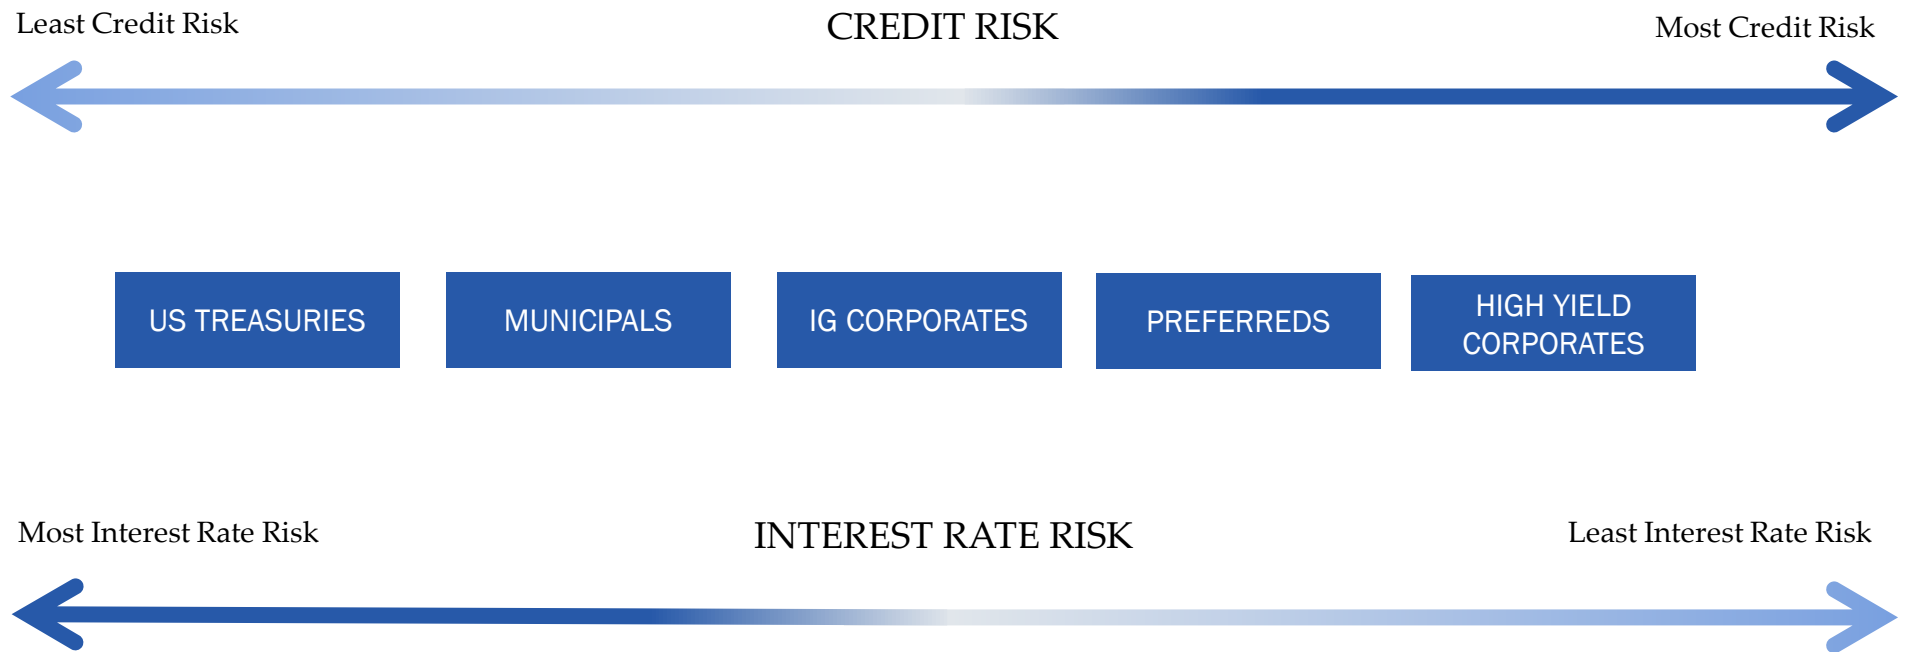 Least Credit Risk
CREDIT RISK
Most Credit Risk
US TREASURIES
MUNICIPALS
IG CORPORATES
PREFERREDS
HIGH YIELD
CORPORATES
Most Interest Rate Risk
INTEREST RATE RISK
Least Interest Rate Risk